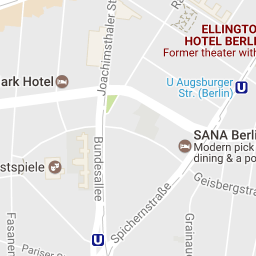 ELLINGTO
HOTEL BERLI
Former theater with
Joachimsthaler St
ark Hotel
U Augsburger
Str. (Berlin)
SANA Berli
Modern pick
dining & a po
Bundesallee
stspiele
Geisbergstra
Spichernstraße
Fasanen
Grainau
Pariser S